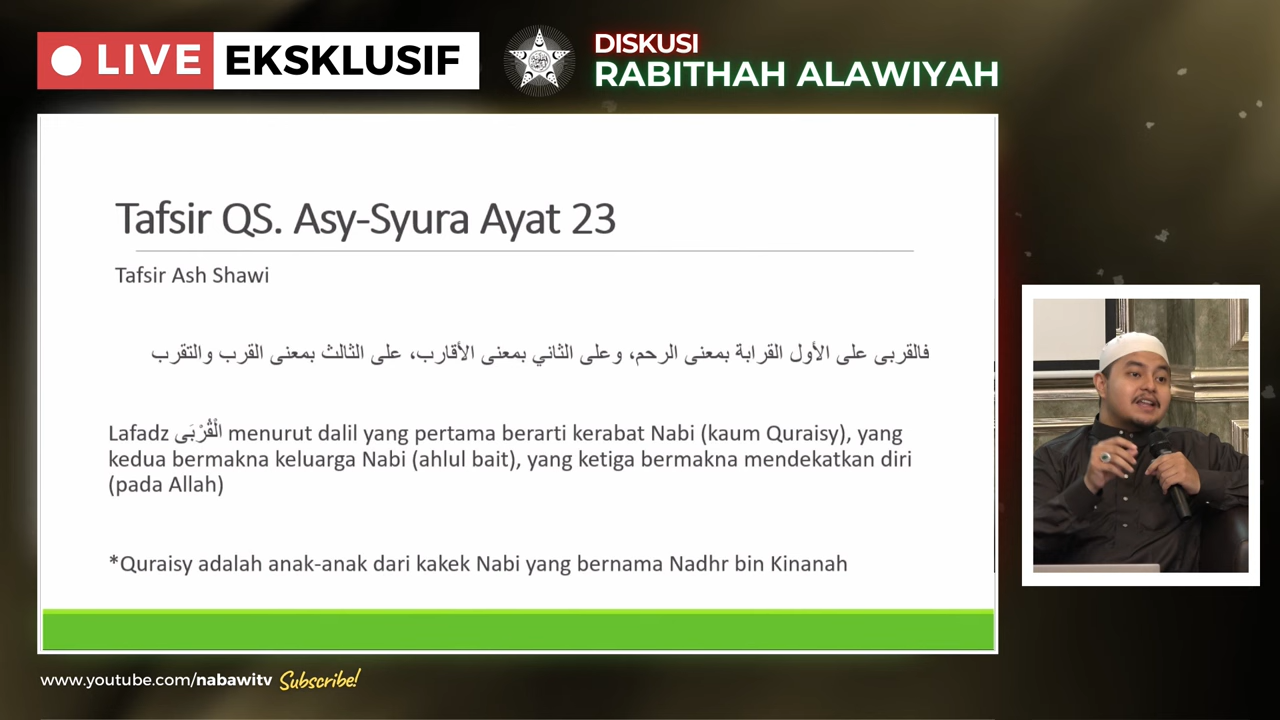 LIVE EKSKLUSIF
DISKUSI
RABITHAH ALAWIYAH
Tafsir QS. Asy-Syura Ayat 23
Tafsir Ash Shawi
فالقربى على الأول القرابة بمعنى الرحم، وعلى الثاني بمعنى الأقارب، على الثالث بمعنى القرب والتقرب
Lafadz الْقُرْبَى menurut dalil yang pertama berarti kerabat Nabi (kaum Quraisy), yang
kedua bermakna keluarga Nabi (ahlul bait), yang ketiga bermakna mendekatkan diri
(pada Allah)
*Quraisy adalah anak-anak dari kakek Nabi yang bernama Nadhr bin Kinanah
www.youtube.com/nabawitv Subscribe!